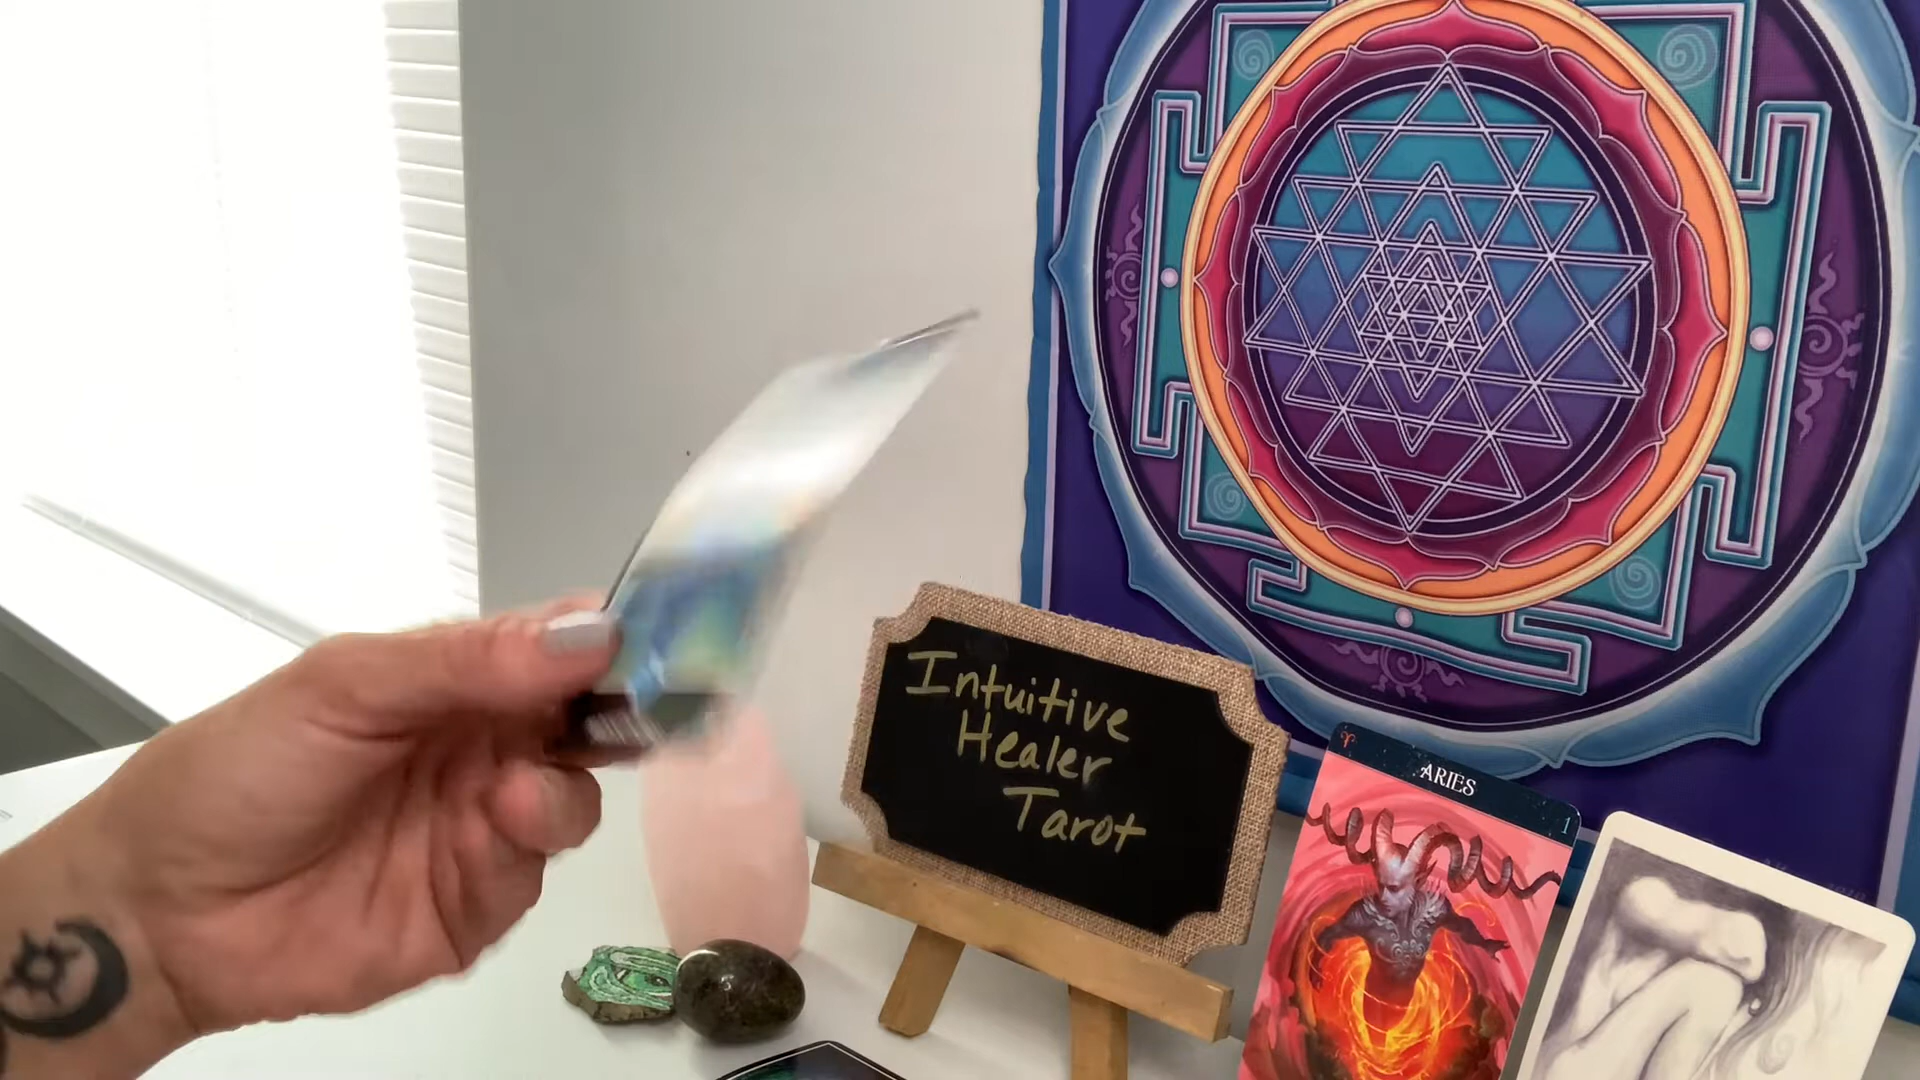 Intuitive
Healer
Tarot
♈ ARIES
1